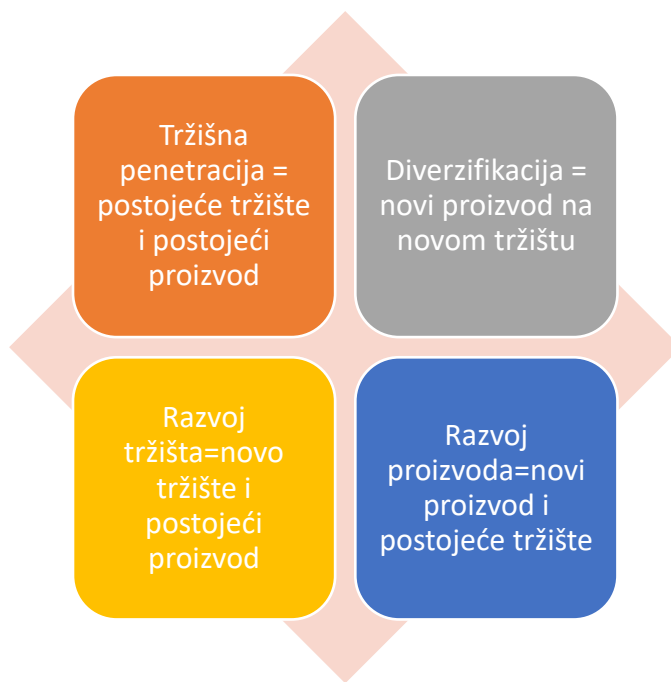 Tržišna
penetracija =
postojeće tržište
i postojeći
proizvod
Diverzifikacija =
novi proizvod na
novom tržištu
Razvoj
tržišta=novo
tržište i
postojeći
proizvod
Razvoj
proizvoda=novi
proizvod i
postojeće tržište